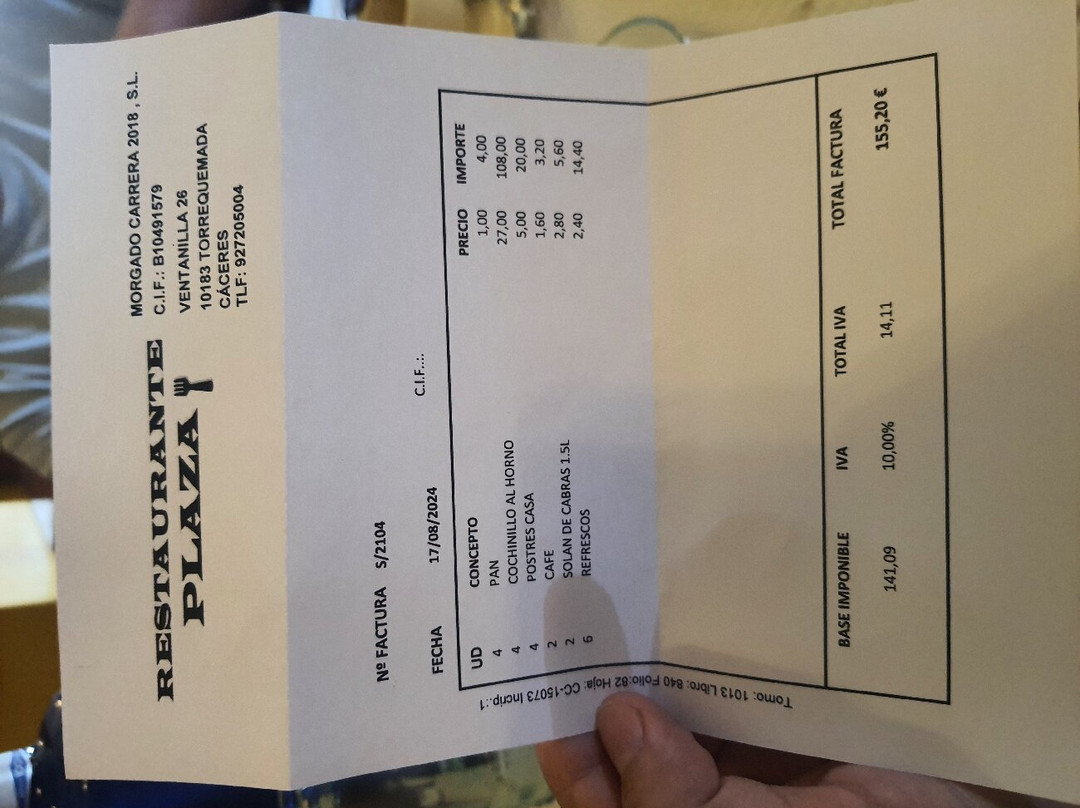 RESTAURANTE
PLAZA
MORGADO CARRERA 2018 , S.L.
C.I.F.: B10491579
VENTANILLA 26
10183 TORREQUEMADA
CÁCERES
TLF: 927205004
Nº FACTURA S/2104
FECHA 17/08/2024 C.I.F..:.
UD CONCEPTO PRECIO IMPORTE
4 PAN 1,00 4,00
4 COCHINILLO AL HORNO 27,00 108,00
4 POSTRES CASA 5,00 20,00
2 CAFE 1,60 3,20
2 SOLAN DE CABRAS 1.5L 2,80 5,60
6 REFRESCOS 2,40 14,40
BASE IMPONIBLE IVA TOTAL IVA TOTAL FACTURA
141,09 10,00% 14,11 155,20 €
Tomo: 1013 Libro: 840 Folio:82 Hoja: CC-15073 Incrip.:1